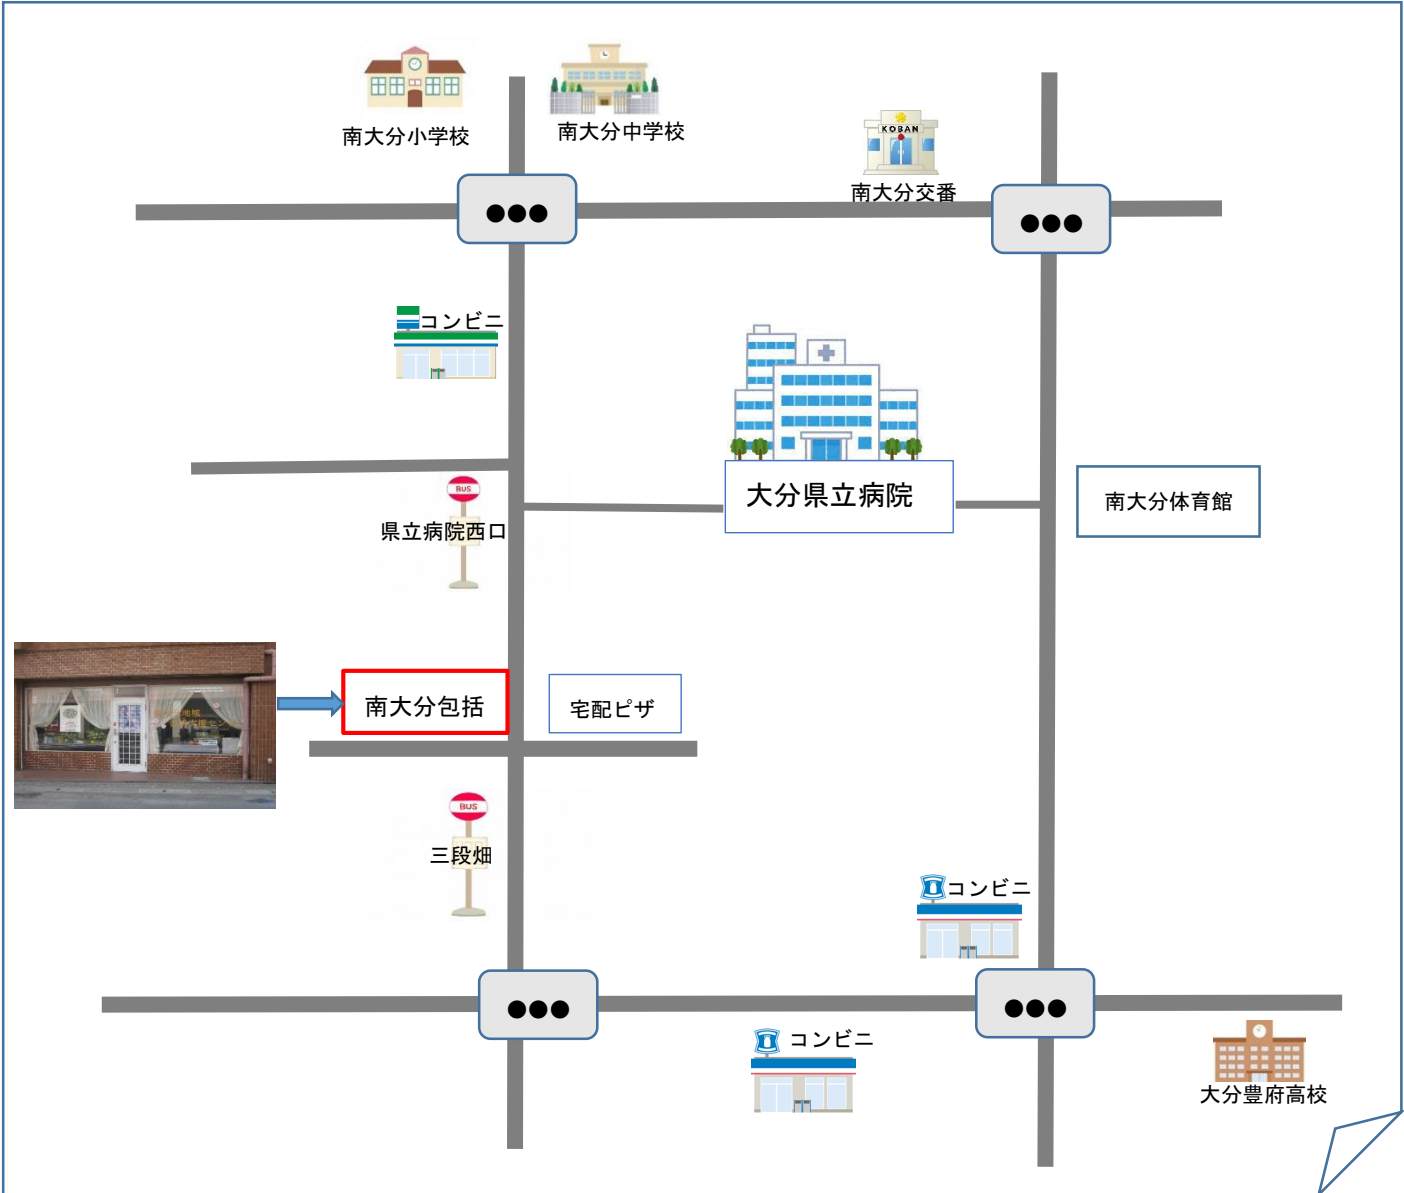 南大分小学校
南大分中学校
KOBAN
南大分交番
コンビニ
大分県立病院
南大分体育館
BUS
県立病院西口
南大分包括
宅配ピザ
BUS
三段畑
コンビニ
コンビニ
大分豊府高校